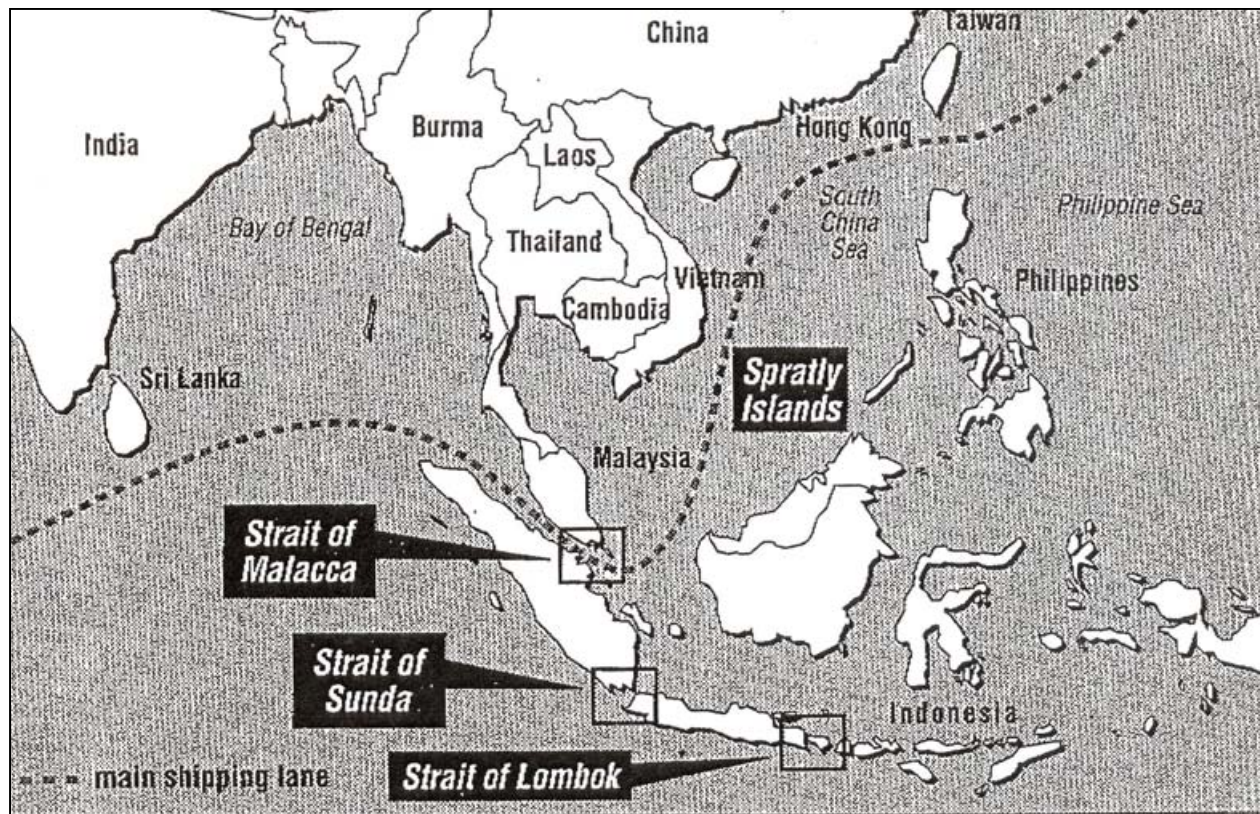 Taiwan
China
India
Burma
Hong Kong
Laos
Bay of Bengal
South
China
Sea
Philippine Sea
Thaifand
Vietnam
Philippines
Cambodia
Sri Lanka
Spratly
Islands
Malaysia
Strait of
Malacca
Strait of
Sunda
Indonesia
Strait of Lombok
main shipping lane